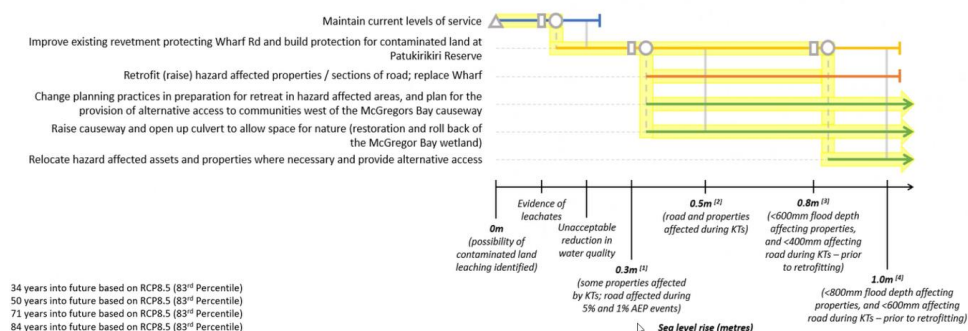 Maintain current levels of service
Improve existing revetment protecting Wharf Rd and build protection for contaminated land at
Patukirikiri Reserve
Retrofit (raise) hazard affected properties / sections of road; replace Wharf
Change planning practices in preparation for retreat in hazard affected areas, and plan for the
provision of alternative access to communities west of the McGregors Bay causeway
Raise causeway and open up culvert to allow space for nature (restoration and roll back of
the McGregor Bay wetland)
Relocate hazard affected assets and properties where necessary and provide alternative access
0m
(possibility of
contaminated land
leaching identified)
Evidence of
leachates
Unacceptable
reduction in
water quality
0.3m [1]
(some properties affected
by KTs; road affected during
5% and 1% AEP events)
0.5m [2]
(road and properties
affected during KTs)
0.8m [3]
(<600mm flood depth
affecting properties,
and <400mm affecting
road during KTs – prior
to retrofitting)
1.0m [4]
(<800mm flood depth affecting
properties, and <600mm affecting
road during KTs – prior to retrofitting)
Sea level rise (metres)
34 years into future based on RCP8.5 (83rd Percentile)
50 years into future based on RCP8.5 (83rd Percentile)
71 years into future based on RCP8.5 (83rd Percentile)
84 years into future based on RCP8.5 (83rd Percentile)